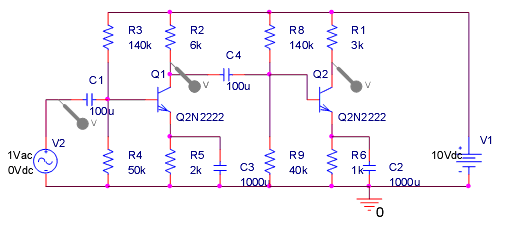 R3
140k
R2
6k
R8
140k
R1
3k
C4
100u
Q1
Q2
V
V
C1
100u
V
Q2N2222
Q2N2222
V2
1Vac
0Vdc
R4
50k
R5
2k
C3
1000u
R9
40k
R6
1k
C2
1000u
V1
10Vdc
0